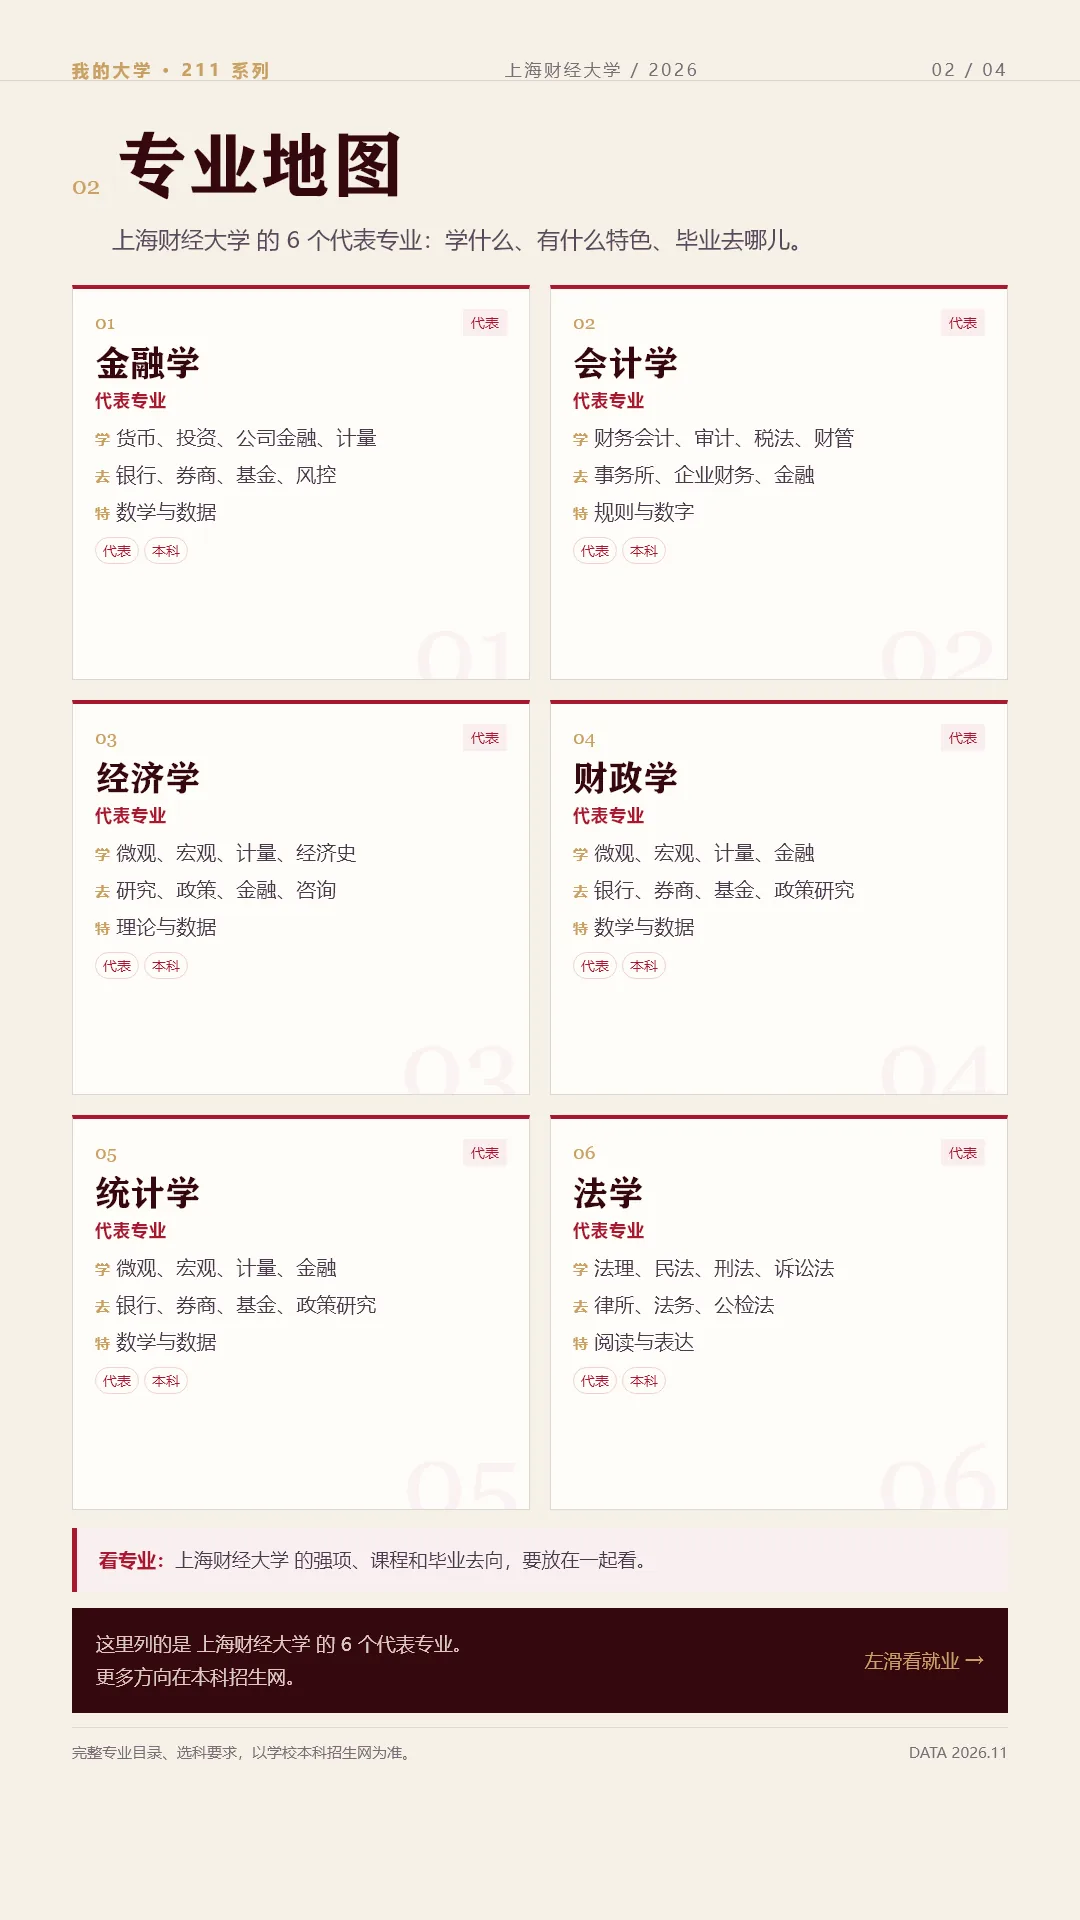 我的大学 • 211 系列
上海财经大学 / 2026
02 / 04
02 专业地图
上海财经大学 的 6 个代表专业：学什么、有什么特色、毕业去哪儿。
01
代表
金融学
代表专业
学 货币、投资、公司金融、计量
去 银行、券商、基金、风控
特 数学与数据
代表 本科
01
02
代表
会计学
代表专业
学 财务会计、审计、税法、财管
去 事务所、企业财务、金融
特 规则与数字
代表 本科
02
03
代表
经济学
代表专业
学 微观、宏观、计量、经济史
去 研究、政策、金融、咨询
特 理论与数据
代表 本科
03
04
代表
财政学
代表专业
学 微观、宏观、计量、金融
去 银行、券商、基金、政策研究
特 数学与数据
代表 本科
04
05
代表
统计学
代表专业
学 微观、宏观、计量、金融
去 银行、券商、基金、政策研究
特 数学与数据
代表 本科
05
06
代表
法学
代表专业
学 法理、民法、刑法、诉讼法
去 律所、法务、公检法
特 阅读与表达
代表 本科
06
看专业：上海财经大学 的强项、课程和毕业去向，要放在一起看。
这里列的是 上海财经大学 的 6 个代表专业。
更多方向在本科招生网。
左滑看就业 →
完整专业目录、选科要求，以学校本科招生网为准。
DATA 2026.11